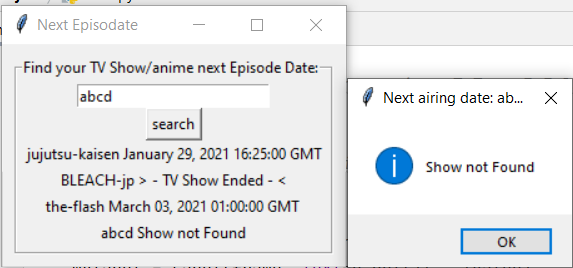 Next Episodate
Find your TV Show/anime next Episode Date:
abcd
search
jujutsu-kaisen January 29, 2021 16:25:00 GMT
BLEACH-jp > - TV Show Ended - <
the-flash March 03, 2021 01:00:00 GMT
abcd Show not Found
Next airing date: ab...
Show not Found
OK